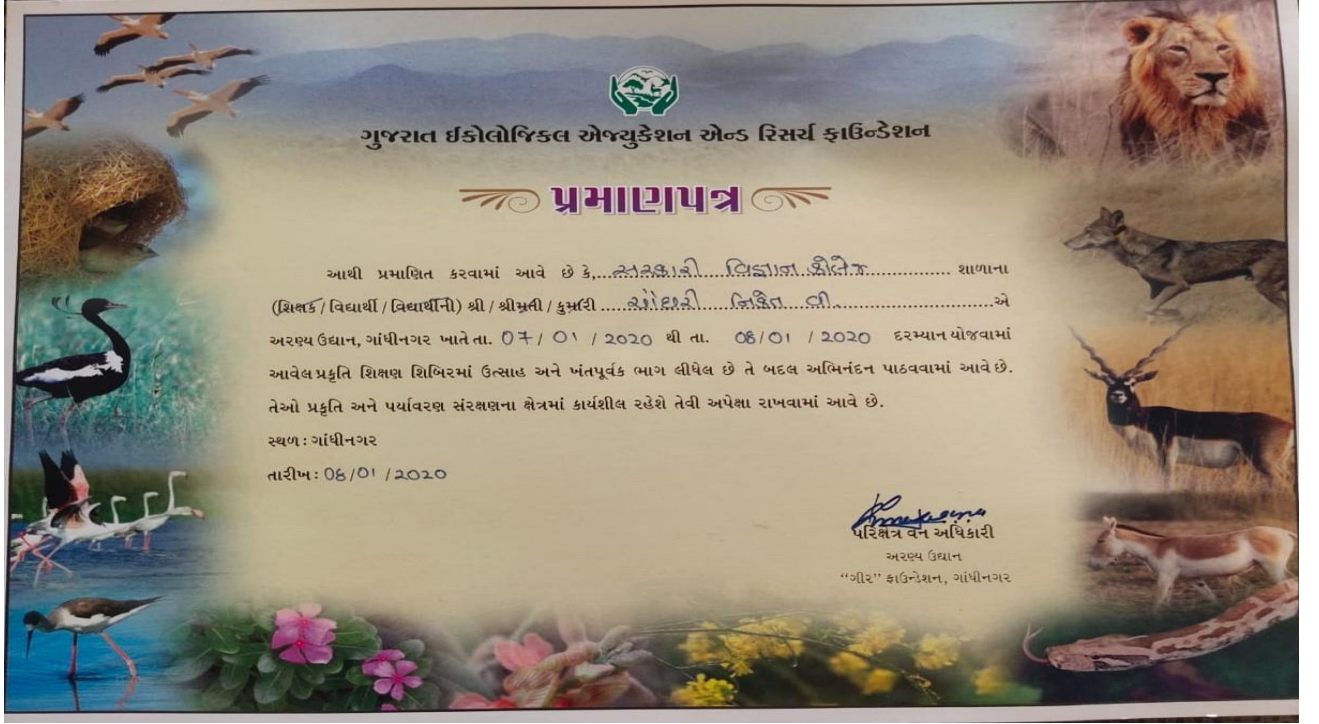 ગુજરાત ઈકોલોજિકલ એજ્યુકેશન એન્ડ રિસર્ચ ફાઉન્ડેશન
પ્રમાણપત્ર
આથી પ્રમાણિત કરવામાં આવે છે કે, સરકારી વિજ્ઞાન કોલેજ શાળાના
(શિક્ષક / વિદ્યાર્થી / વિદ્યાર્થીની) શ્રી / શ્રીમતી / કુમારી વી એ
અરણ્ય ઉદ્યાન, ગાંધીનગર ખાતે તા. 07/01/2020 થી તા. 08/01/2020 દરમ્યાન યોજવામાં
આવેલ પ્રકૃતિ શિક્ષણ શિબિરમાં ઉત્સાહ અને ખંતપૂર્વક ભાગ લીધેલ છે તે બદલ અભિનંદન પાઠવવામાં આવે છે.
તેઓ પ્રકૃતિ અને પર્યાવરણ સંરક્ષણના ક્ષેત્રમાં કાર્યશીલ રહેશે તેવી અપેક્ષા રાખવામાં આવે છે.
સ્થળ : ગાંધીનગર
તારીખ : 08/01/2020
પરિક્ષેત્ર વન અધિકારી
અરણ્ય ઉદ્યાન
“ગીર” ફાઉન્ડેશન, ગાંધીનગર